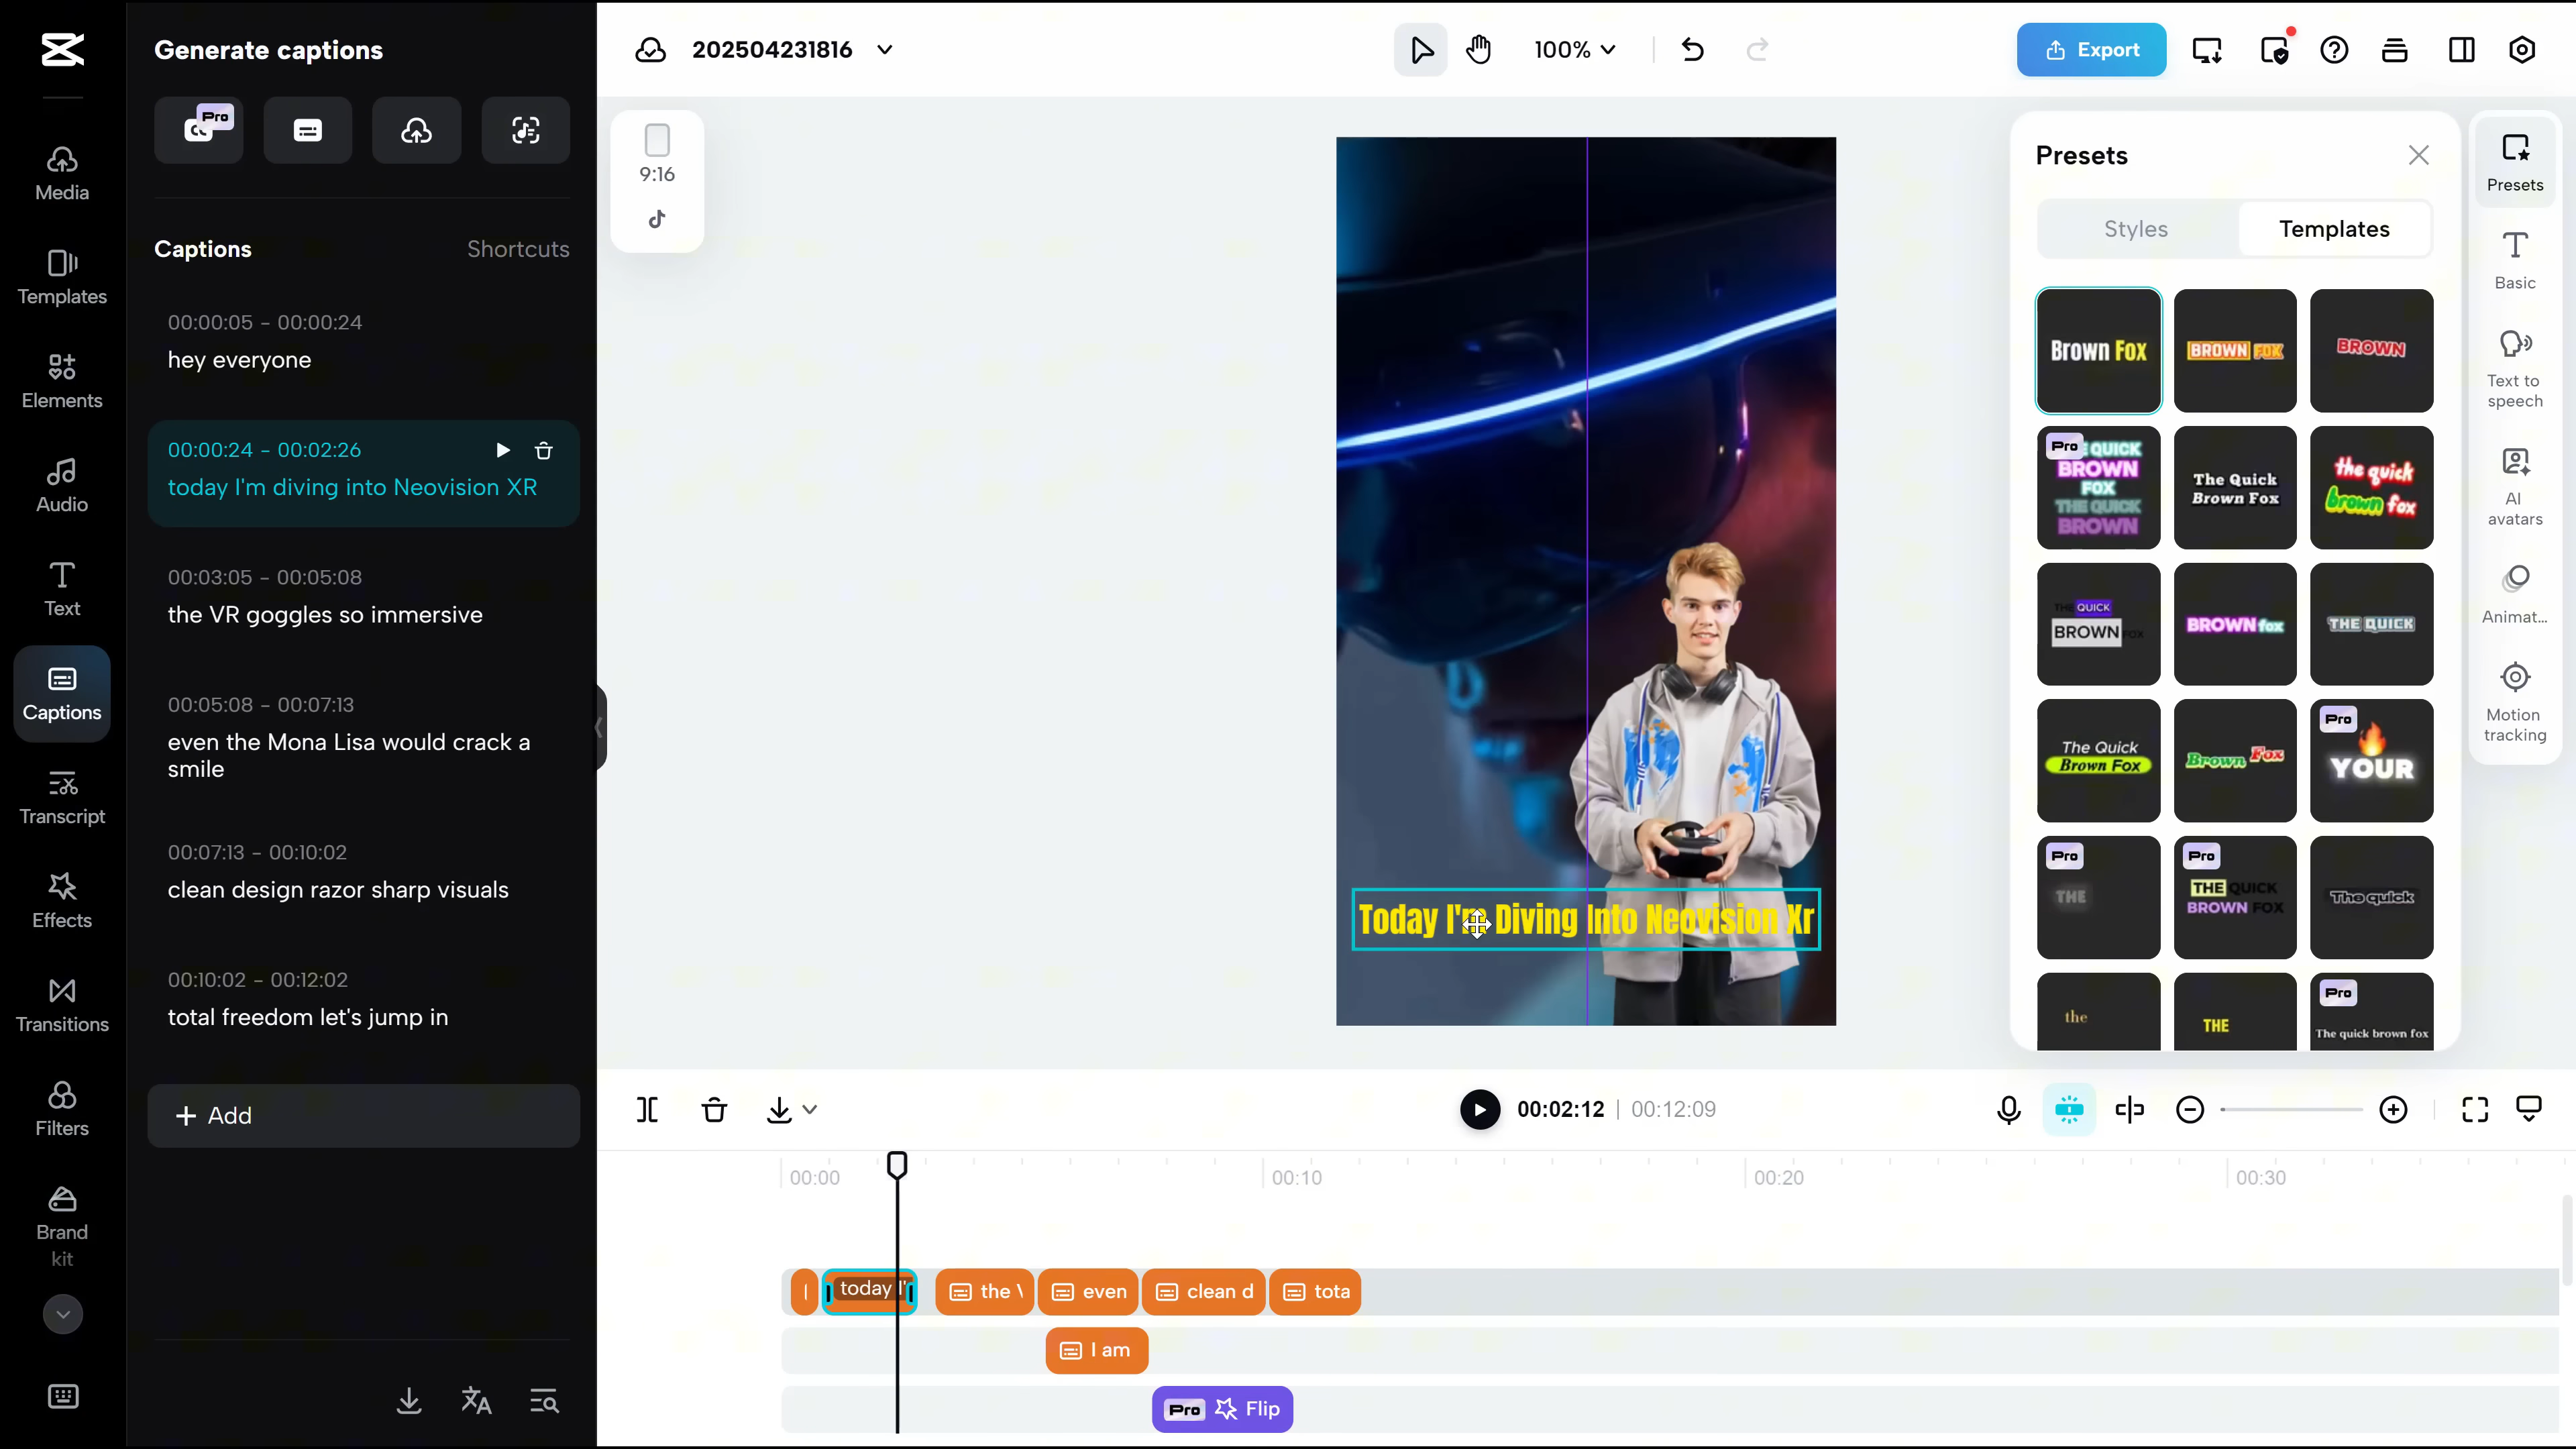 Generate captions
Pro
Captions
Shortcuts
00:00:05 – 00:00:24
hey everyone
00:00:24 – 00:02:26
today I'm diving into Neovision XR
00:03:05 – 00:05:08
the VR goggles so immersive
00:05:08 – 00:07:13
even the Mona Lisa would crack a
smile
00:07:13 – 00:10:02
clean design razor sharp visuals
00:10:02 – 00:12:02
total freedom let's jump in
+ Add
Media
Templates
Elements
Audio
Text
Captions
Transcript
Effects
Transitions
Filters
Brand
kit
202504231816
100%
Export
9:16
Today I'm Diving Into Neovision Xr
Presets
Styles
Templates
Brown Fox
BROWN FOX
BROWN
Pro
THE QUICK
BROWN
FOX
THE QUICK
BROWN
The Quick
Brown Fox
the quick
brown fox
THE QUICK
BROWN FOX
BROWN fox
THE QUICK
The Quick
Brown Fox
Brown Fox
Pro
YOUR
Pro
THE
Pro
THE QUICK
BROWN FOX
The quick
the
THE
Pro
The quick brown fox
Presets
Basic
Text to
speech
AI
avatars
Animat...
Motion
tracking
00:02:12 | 00:12:09
00:00
00:10
00:20
00:30
today I'
the V
even
clean d
tota
I am
Pro Flip